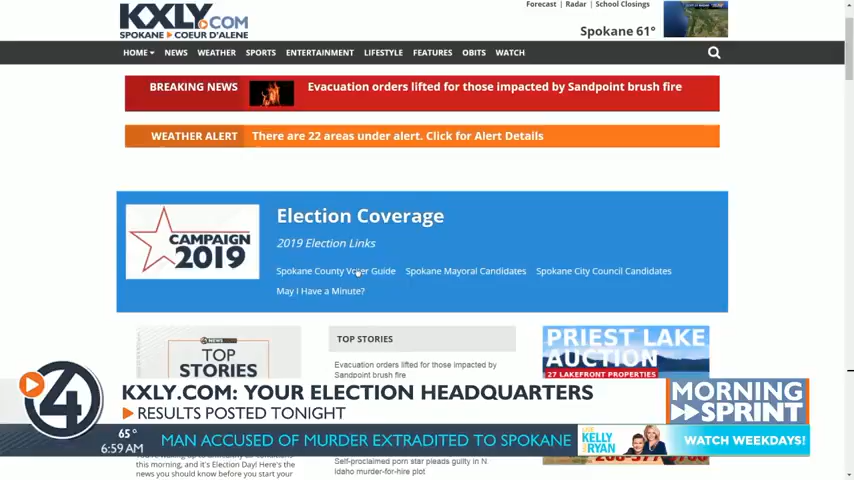 KXLY.COM
SPOKANE COEUR D'ALENE
Forecast | Radar | School Closings
Spokane 61°
HOME NEWS WEATHER SPORTS ENTERTAINMENT LIFESTYLE FEATURES OBITS WATCH
BREAKING NEWS Evacuation orders lifted for those impacted by Sandpoint brush fire
WEATHER ALERT There are 22 areas under alert. Click for Alert Details
CAMPAIGN
2019
Election Coverage
2019 Election Links
Spokane County Voter Guide Spokane Mayoral Candidates Spokane City Council Candidates
May I Have a Minute?
4 NEWS
TOP
STORIES
TOP STORIES
Evacuation orders lifted for those impacted by
Sandpoint brush fire
PRIEST LAKE
AUCTION
27 LAKEFRONT PROPERTIES
4
KXLY.COM: YOUR ELECTION HEADQUARTERS
RESULTS POSTED TONIGHT
MORNING
SPRINT
65°
6:59 AM
MAN ACCUSED OF MURDER EXTRADITED TO SPOKANE
LIVE
KELLY
and
RYAN
WATCH WEEKDAYS!
this morning, and it's Election Day! Here's the
news you should know before you start your
Self-proclaimed porn star pleads guilty in N.
Idaho murder-for-hire plot